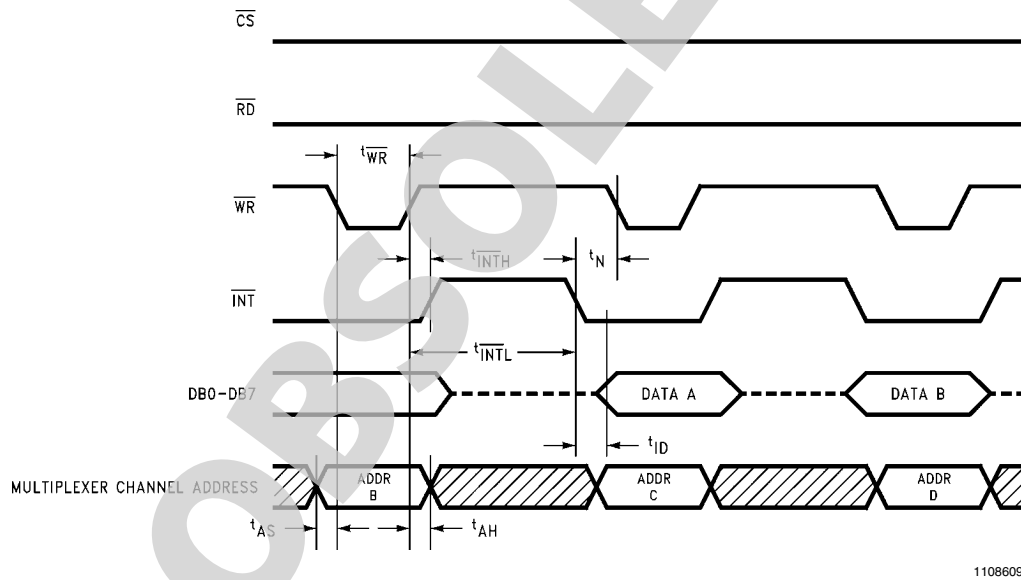 CS
RD
tWR
WR
tINTH
tN
INT
tINTL
DB0-DB7
DATA A
DATA B
tID
MULTIPLEXER CHANNEL ADDRESS
ADDR
B
ADDR
C
ADDR
D
tAS
tAH
OBSOLE
1108609